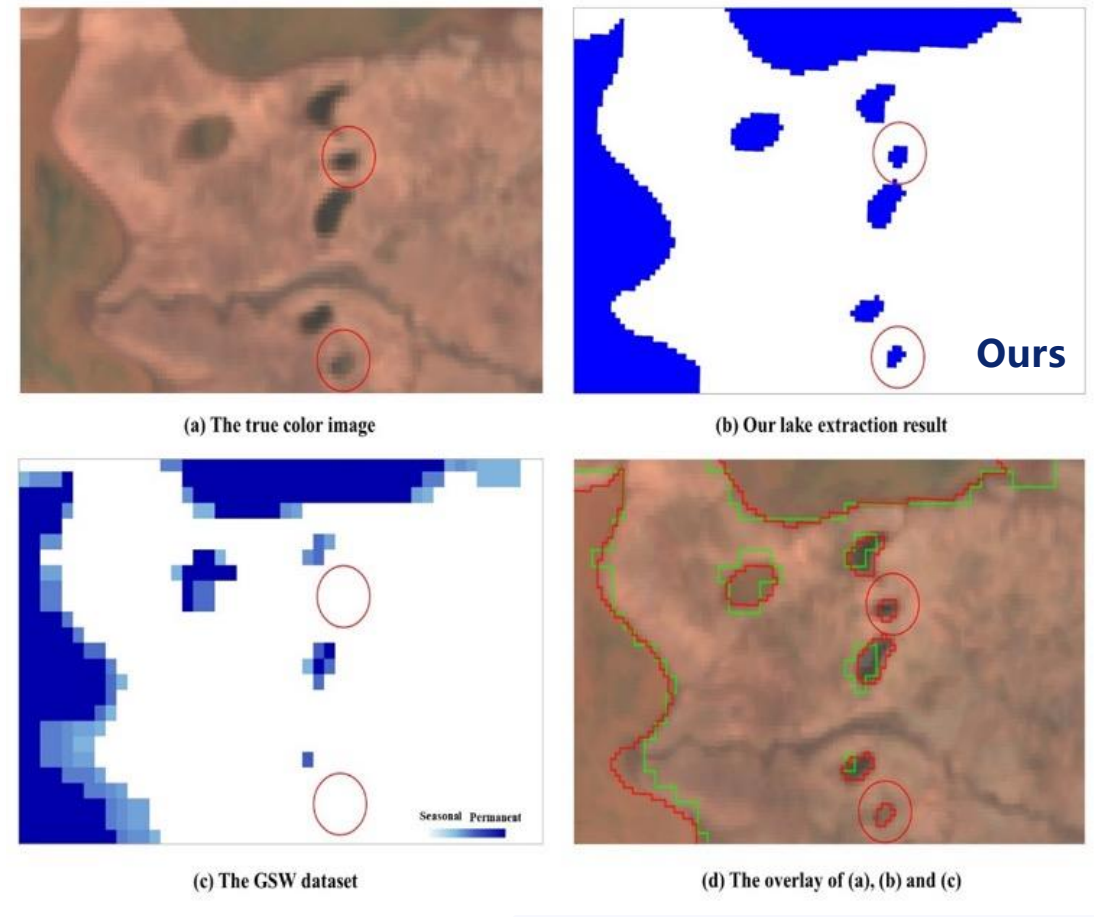 Ours
(a) The true color image
(b) Our lake extraction result
Seasonal Permanent
(c) The GSW dataset
(d) The overlay of (a), (b) and (c)